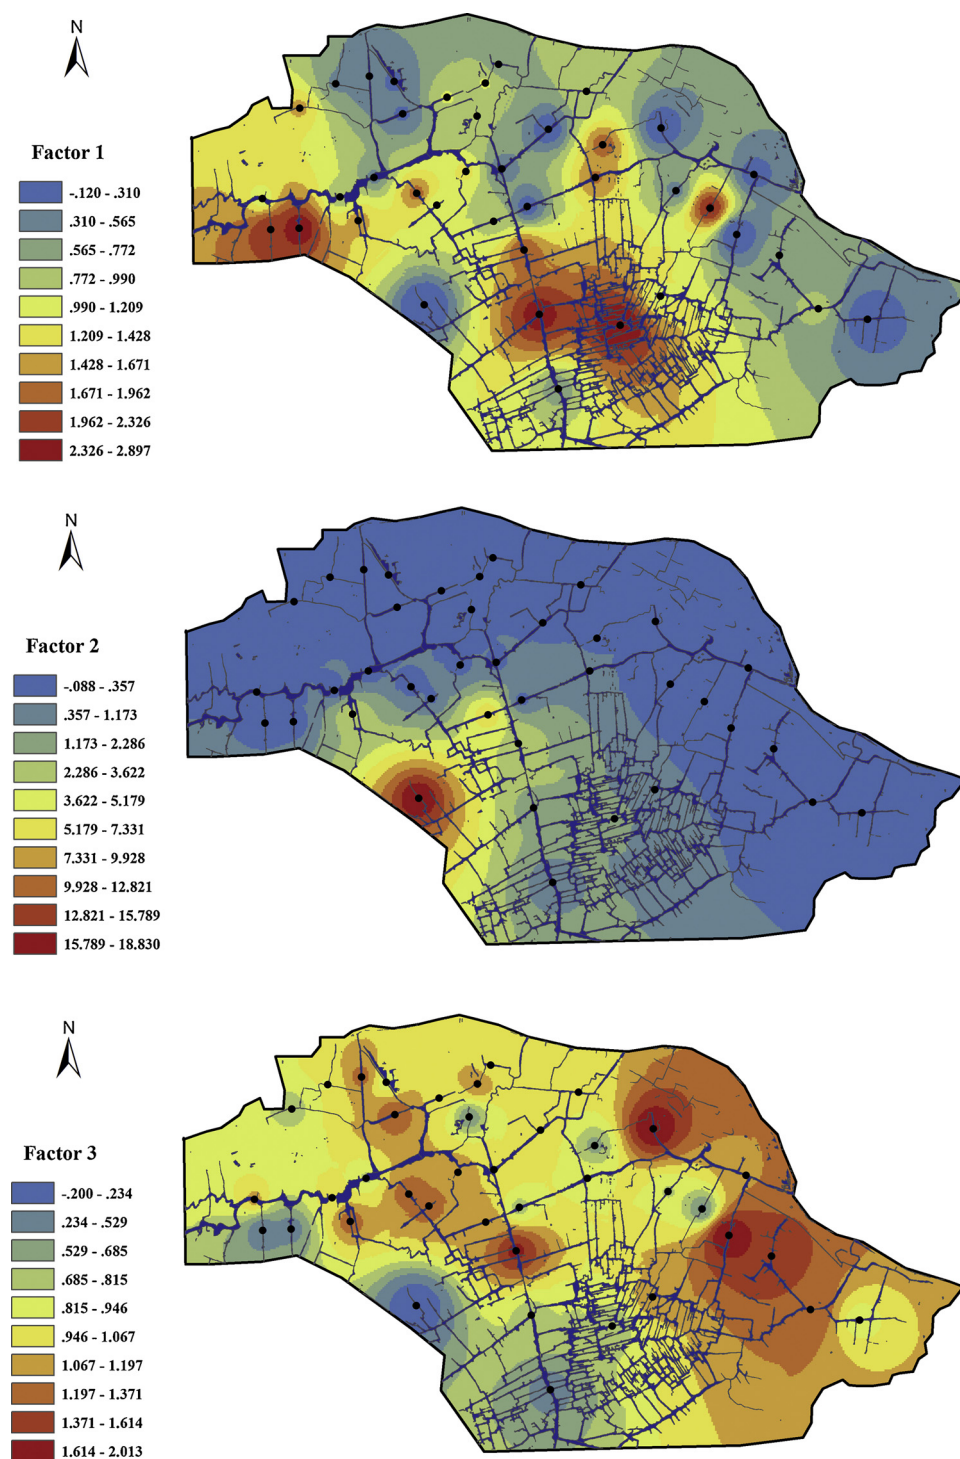 N
Factor 1
-.120 - .310
.310 - .565
.565 - .772
.772 - .990
.990 - 1.209
1.209 - 1.428
1.428 - 1.671
1.671 - 1.962
1.962 - 2.326
2.326 - 2.897
N
Factor 2
-.088 - .357
.357 - 1.173
1.173 - 2.286
2.286 - 3.622
3.622 - 5.179
5.179 - 7.331
7.331 - 9.928
9.928 - 12.821
12.821 - 15.789
15.789 - 18.830
N
Factor 3
-.200 - .234
.234 - .529
.529 - .685
.685 - .815
.815 - .946
.946 - 1.067
1.067 - 1.197
1.197 - 1.371
1.371 - 1.614
1.614 - 2.013